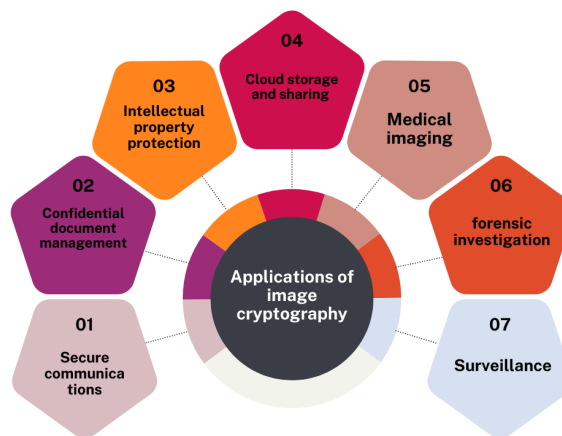 04
Cloud storage
and sharing
03
Intellectual
property
protection
05
Medical
imaging
02
Confidential
document
management
06
forensic
investigation
Applications of
image
cryptography
01
Secure
communica
tions
07
Surveillance